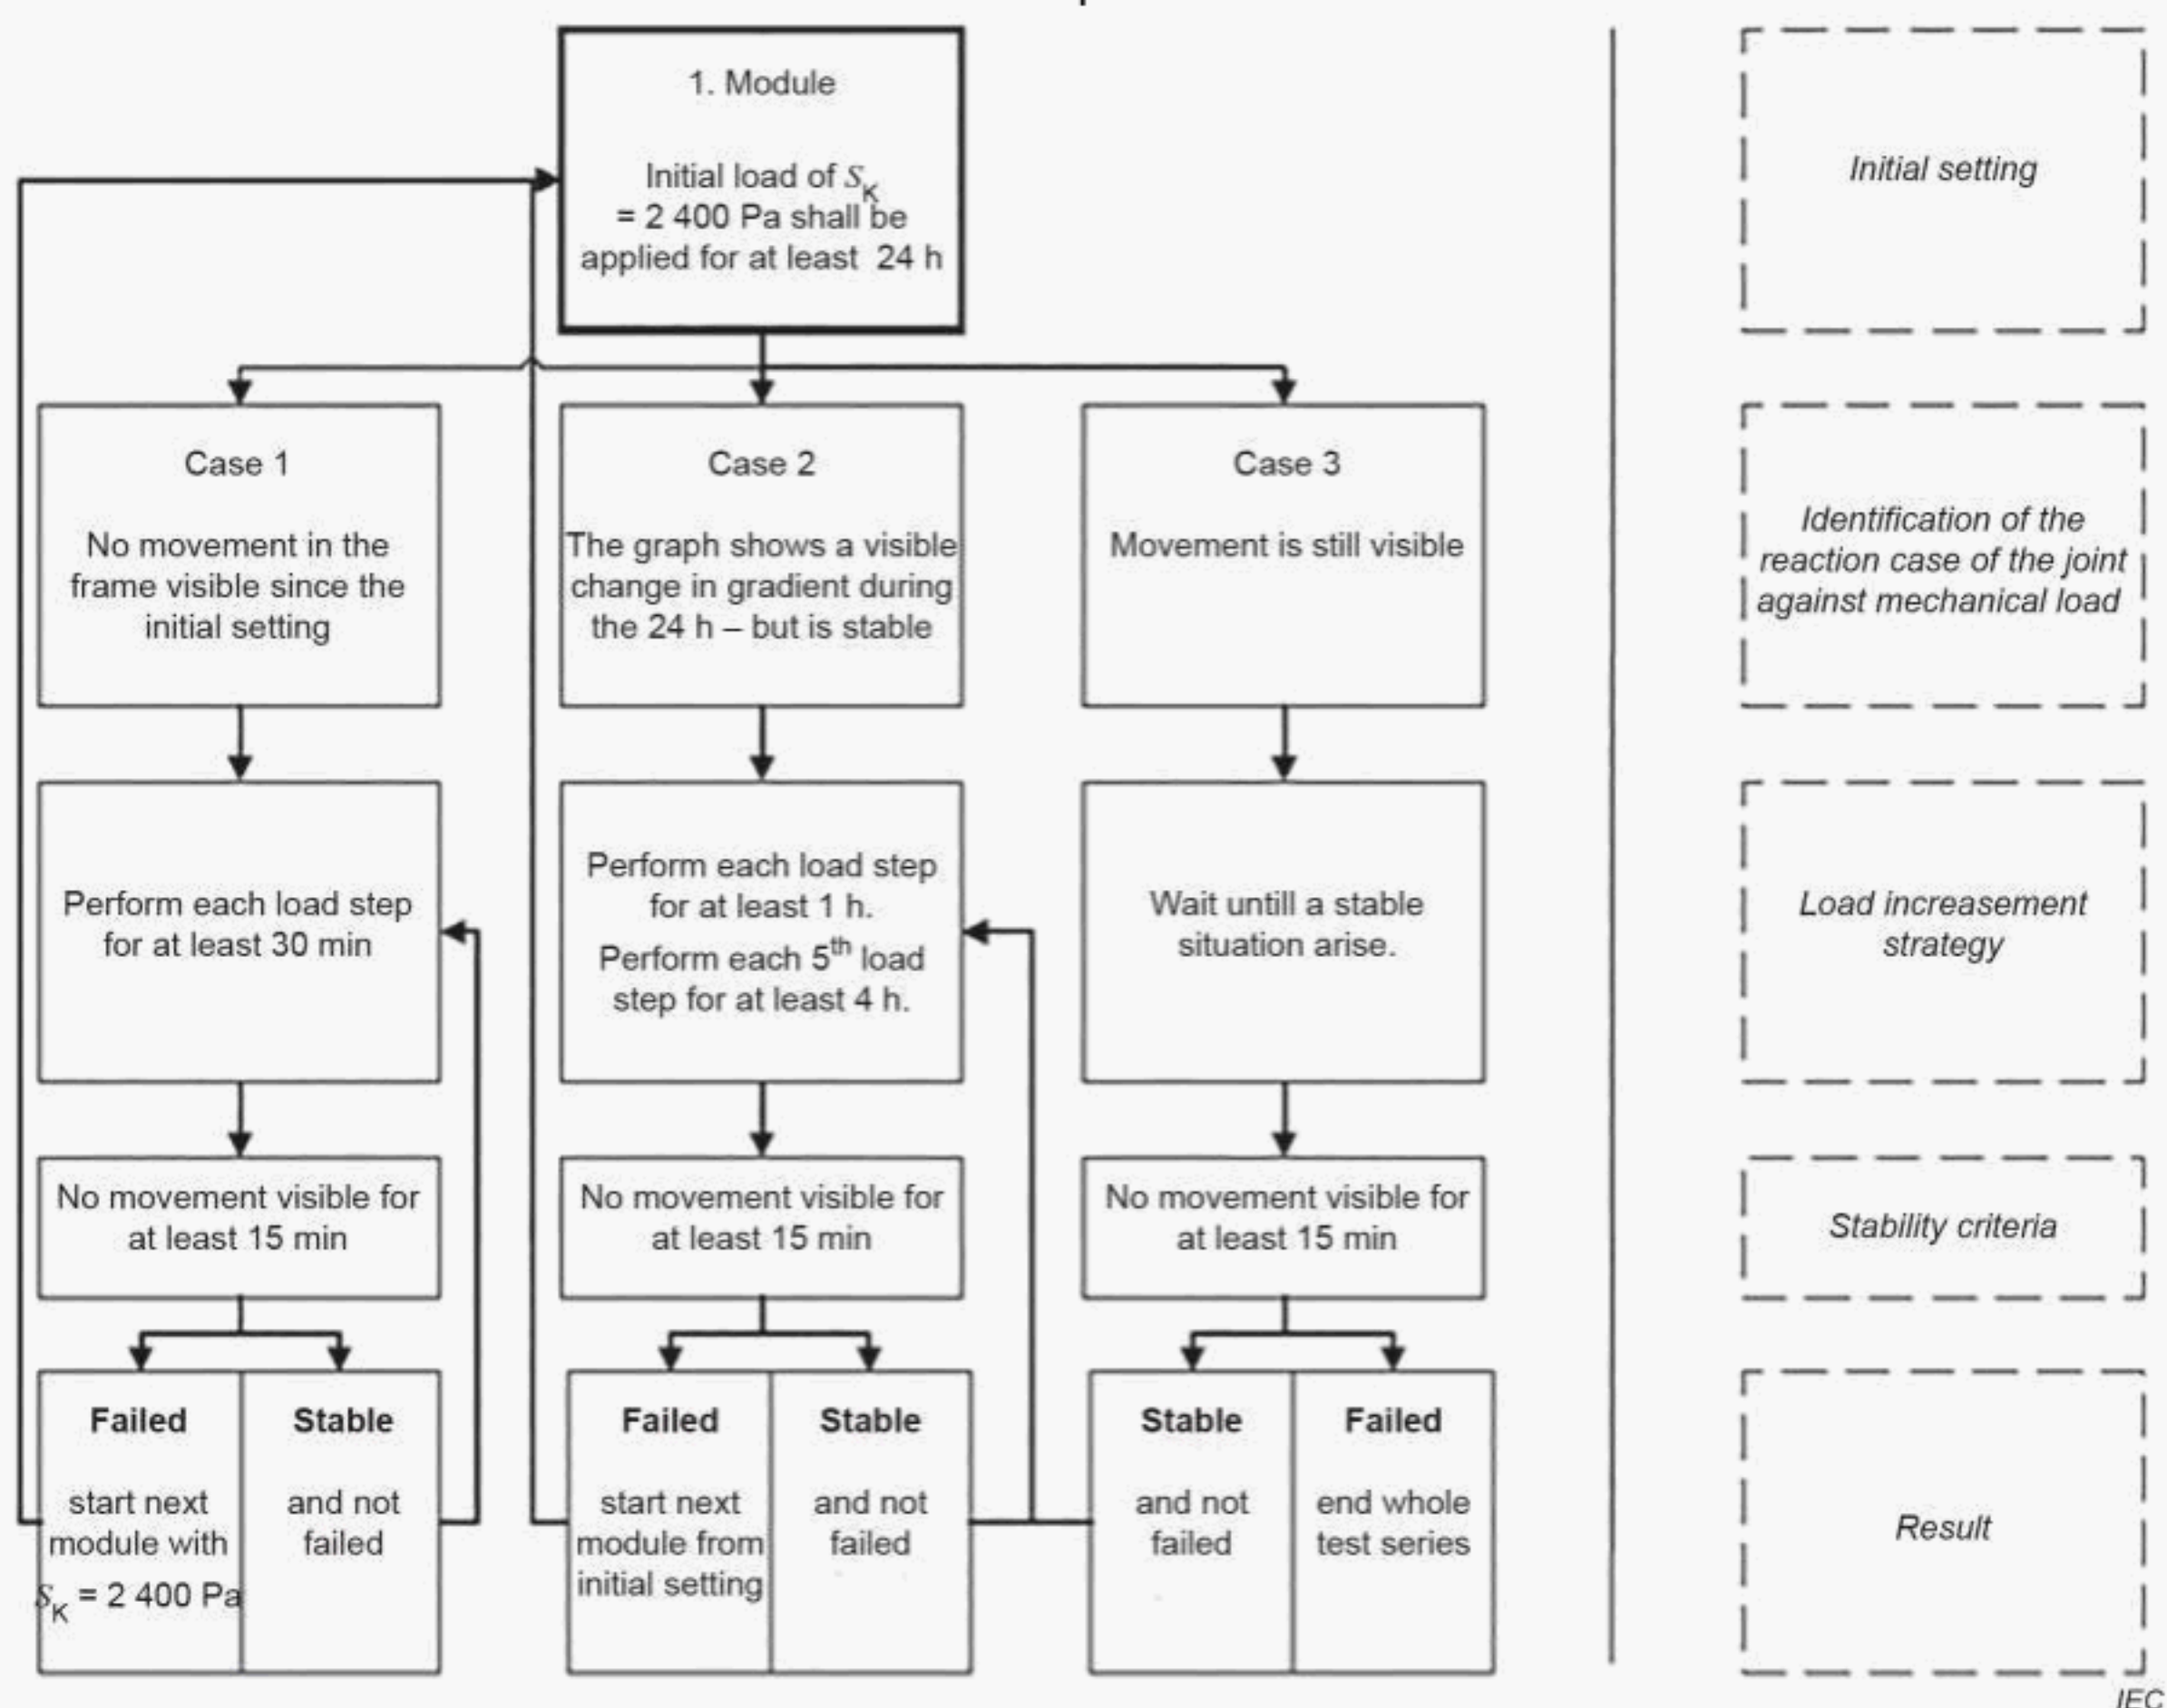 1. Module
Initial load of SK
= 2 400 Pa shall be
applied for at least 24 h
Initial setting
Case 1
No movement in the
frame visible since the
initial setting
Case 2
The graph shows a visible
change in gradient during
the 24 h – but is stable
Case 3
Movement is still visible
Identification of the
reaction case of the joint
against mechanical load
Perform each load step
for at least 30 min
Perform each load step
for at least 1 h.
Perform each 5th load
step for at least 4 h.
Wait untill a stable
situation arise.
Load increasement
strategy
No movement visible for
at least 15 min
No movement visible for
at least 15 min
No movement visible for
at least 15 min
Stability criteria
Failed
start next
module with
SK = 2 400 Pa
Stable
and not
failed
Failed
start next
module from
initial setting
Stable
and not
failed
Stable
and not
failed
Failed
end whole
test series
Result
IEC